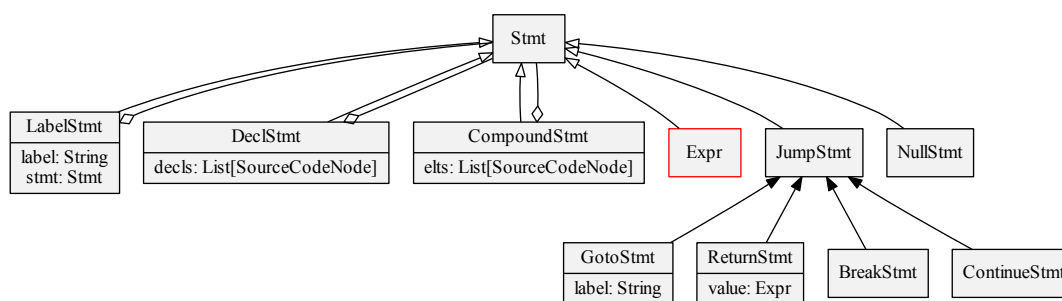 Stmt
LabelStmt
label: String
stmt: Stmt
DeclStmt
decls: List[SourceCodeNode]
CompoundStmt
elts: List[SourceCodeNode]
Expr
JumpStmt
NullStmt
GotoStmt
label: String
ReturnStmt
value: Expr
BreakStmt
ContinueStmt